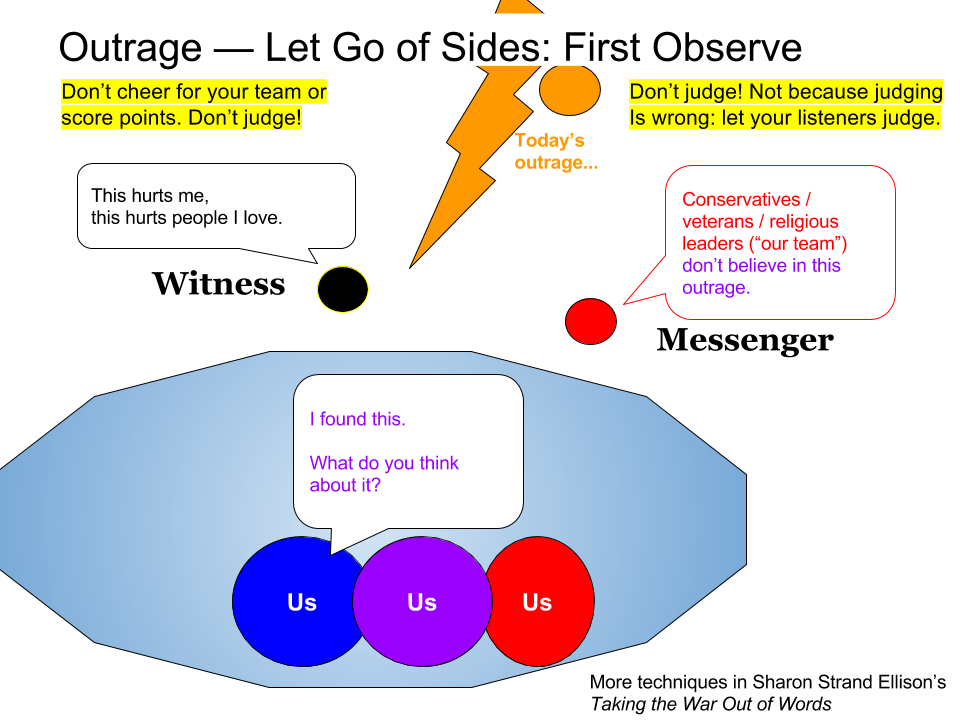 Outrage — Let Go of Sides: First Observe
Don’t cheer for your team or
score points. Don’t judge!
Don’t judge! Not because judging
Is wrong: let your listeners judge.
Today’s
outrage...
This hurts me,
this hurts people I love.
Conservatives /
veterans / religious
leaders (“our team”)
don’t believe in this
outrage.
Witness
Messenger
I found this.
What do you think
about it?
Us
Us
Us
More techniques in Sharon Strand Ellison’s
Taking the War Out of Words